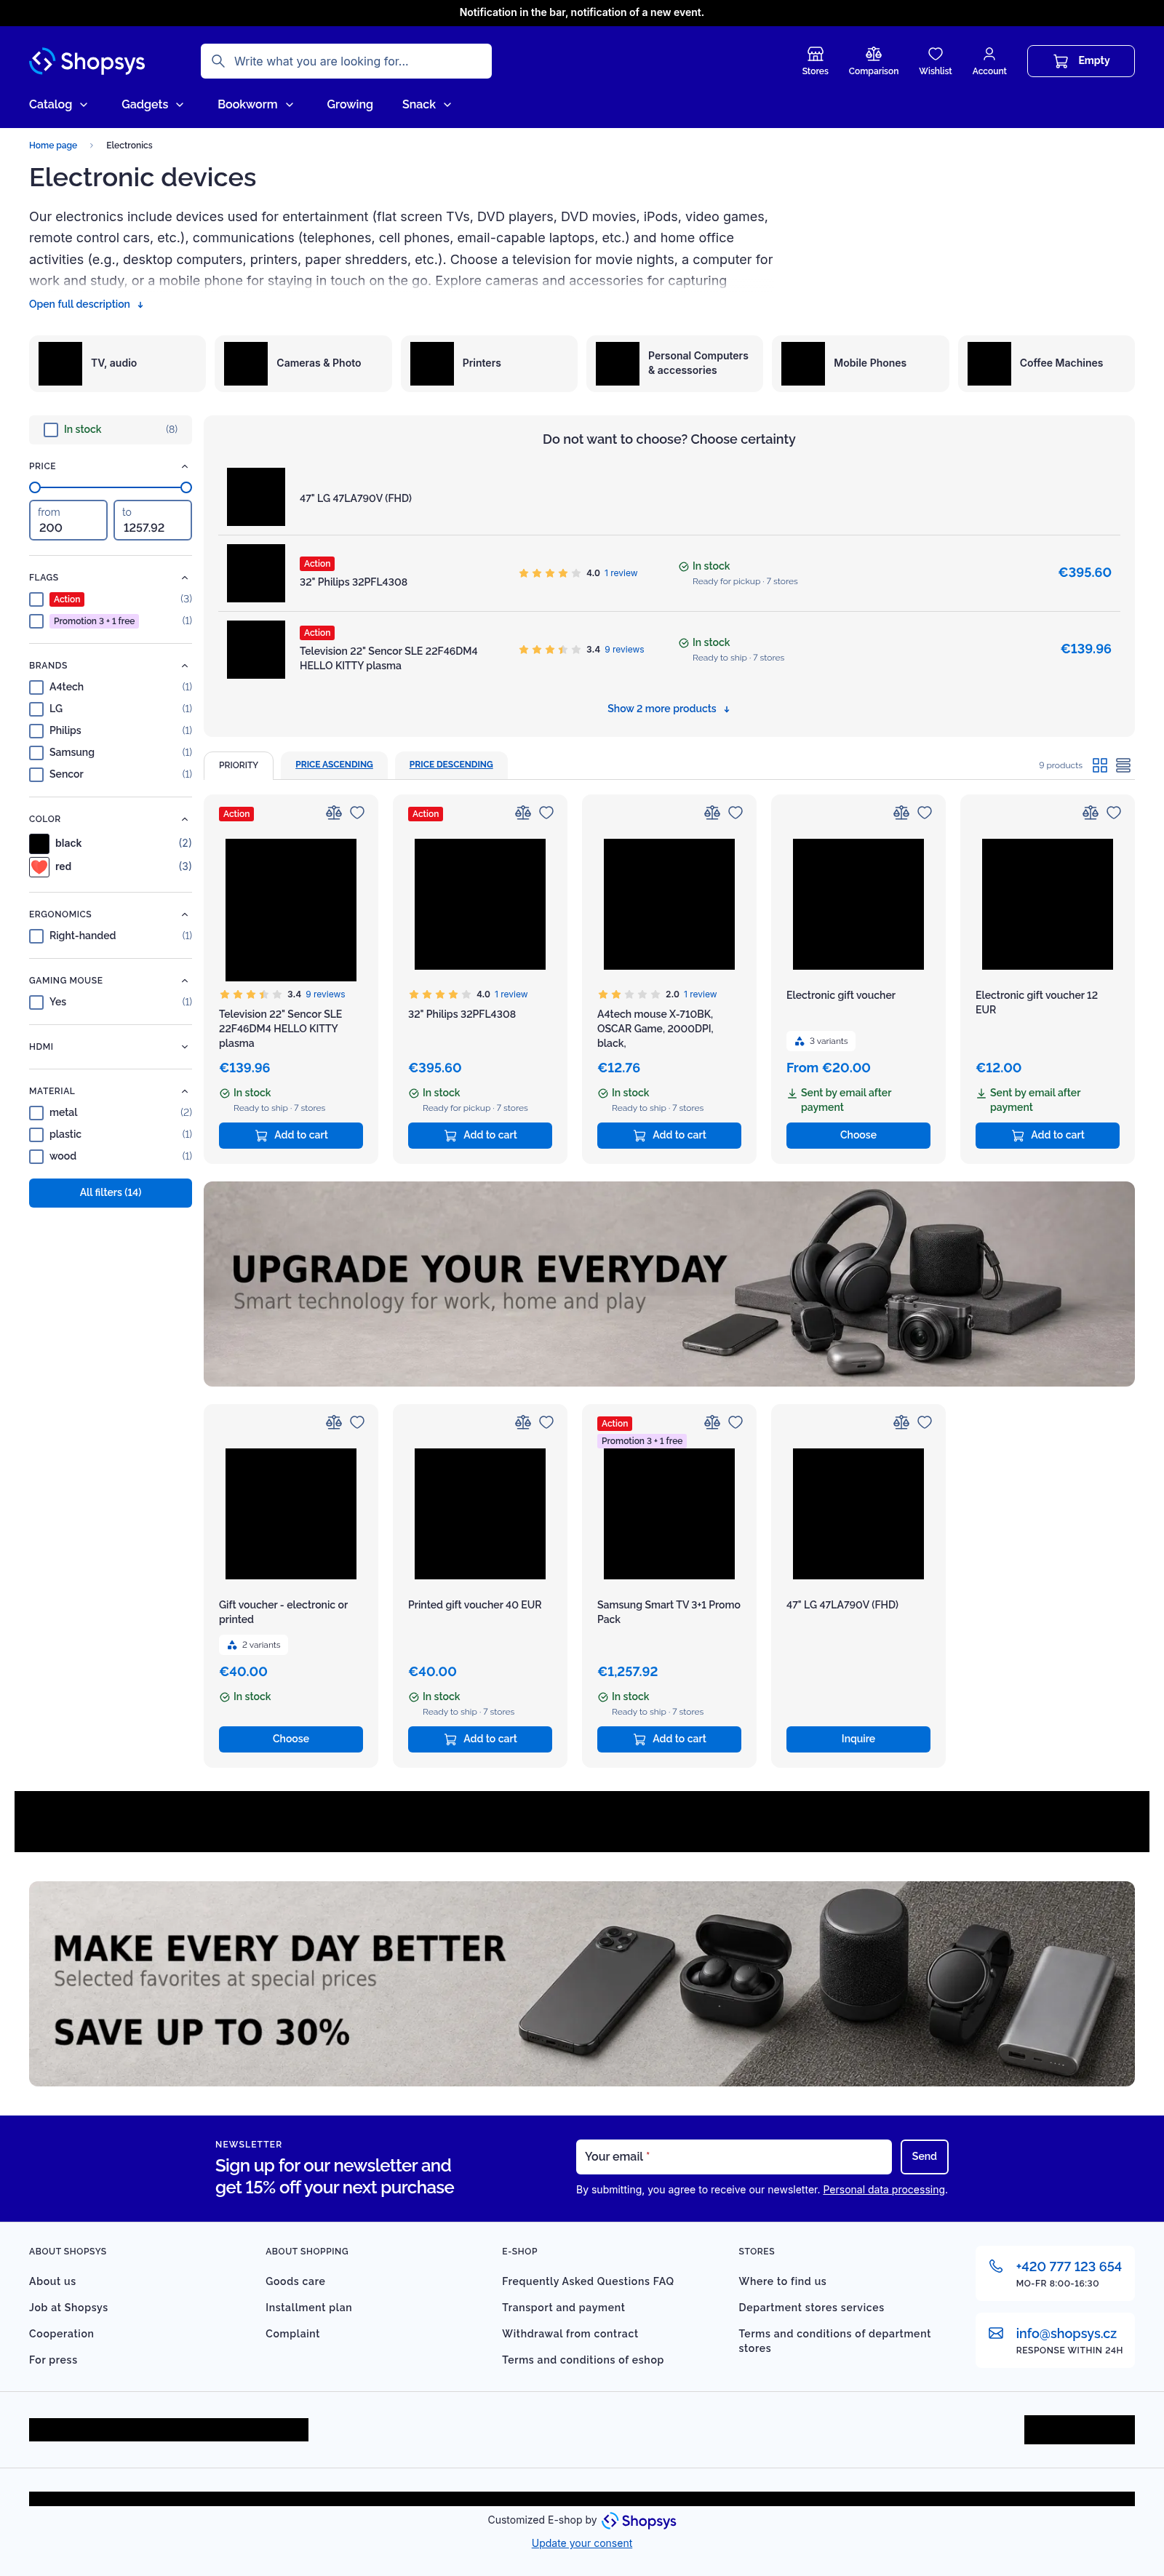 Notification in the bar, notification of a new event.
Shopsys
Write what you are looking for...
Stores
Comparison
Wishlist
Account
Empty
Catalog
Gadgets
Bookworm
Growing
Snack
Home page
Electronics
Electronic devices
Our electronics include devices used for entertainment (flat screen TVs, DVD players, DVD movies, iPods, video games,
remote control cars, etc.), communications (telephones, cell phones, email-capable laptops, etc.) and home office
activities (e.g., desktop computers, printers, paper shredders, etc.). Choose a television for movie nights, a computer for
work and study, or a mobile phone for staying in touch on the go. Explore cameras and accessories for capturing
Open full description
TV, audio
Cameras & Photo
Printers
Personal Computers
& accessories
Mobile Phones
Coffee Machines
In stock
(8)
PRICE
from
200
to
1257.92
FLAGS
Action
(3)
Promotion 3 + 1 free
(1)
BRANDS
A4tech
(1)
LG
(1)
Philips
(1)
Samsung
(1)
Sencor
(1)
COLOR
black
(2)
red
(3)
ERGONOMICS
Right-handed
(1)
GAMING MOUSE
Yes
(1)
HDMI
MATERIAL
metal
(2)
plastic
(1)
wood
(1)
All filters (14)
Do not want to choose? Choose certainty
47" LG 47LA790V (FHD)
Action
32" Philips 32PFL4308
4.0 1 review
In stock
Ready for pickup · 7 stores
€395.60
Action
Television 22" Sencor SLE 22F46DM4
HELLO KITTY plasma
3.4 9 reviews
In stock
Ready to ship · 7 stores
€139.96
Show 2 more products
PRIORITY
PRICE ASCENDING
PRICE DESCENDING
9 products
Action
3.4 9 reviews
Television 22" Sencor SLE
22F46DM4 HELLO KITTY
plasma
€139.96
In stock
Ready to ship · 7 stores
Add to cart
Action
4.0 1 review
32" Philips 32PFL4308
€395.60
In stock
Ready for pickup · 7 stores
Add to cart
2.0 1 review
A4tech mouse X-710BK,
OSCAR Game, 2000DPI,
black,
€12.76
In stock
Ready to ship · 7 stores
Add to cart
Electronic gift voucher
3 variants
From €20.00
Sent by email after
payment
Choose
Electronic gift voucher 12
EUR
€12.00
Sent by email after
payment
Add to cart
UPGRADE YOUR EVERYDAY
Smart technology for work, home and play
Gift voucher - electronic or
printed
2 variants
€40.00
In stock
Choose
Printed gift voucher 40 EUR
€40.00
In stock
Ready to ship · 7 stores
Add to cart
Action
Promotion 3 + 1 free
Samsung Smart TV 3+1 Promo
Pack
€1,257.92
In stock
Ready to ship · 7 stores
Add to cart
47" LG 47LA790V (FHD)
Inquire
MAKE EVERY DAY BETTER
Selected favorites at special prices
SAVE UP TO 30%
NEWSLETTER
Sign up for our newsletter and
get 15% off your next purchase
Your email *
Send
By submitting, you agree to receive our newsletter. Personal data processing.
ABOUT SHOPSYS
About us
Job at Shopsys
Cooperation
For press
ABOUT SHOPPING
Goods care
Installment plan
Complaint
E-SHOP
Frequently Asked Questions FAQ
Transport and payment
Withdrawal from contract
Terms and conditions of eshop
STORES
Where to find us
Department stores services
Terms and conditions of department
stores
+420 777 123 654
MO-FR 8:00-16:30
info@shopsys.cz
RESPONSE WITHIN 24H
Customized E-shop by Shopsys
Update your consent